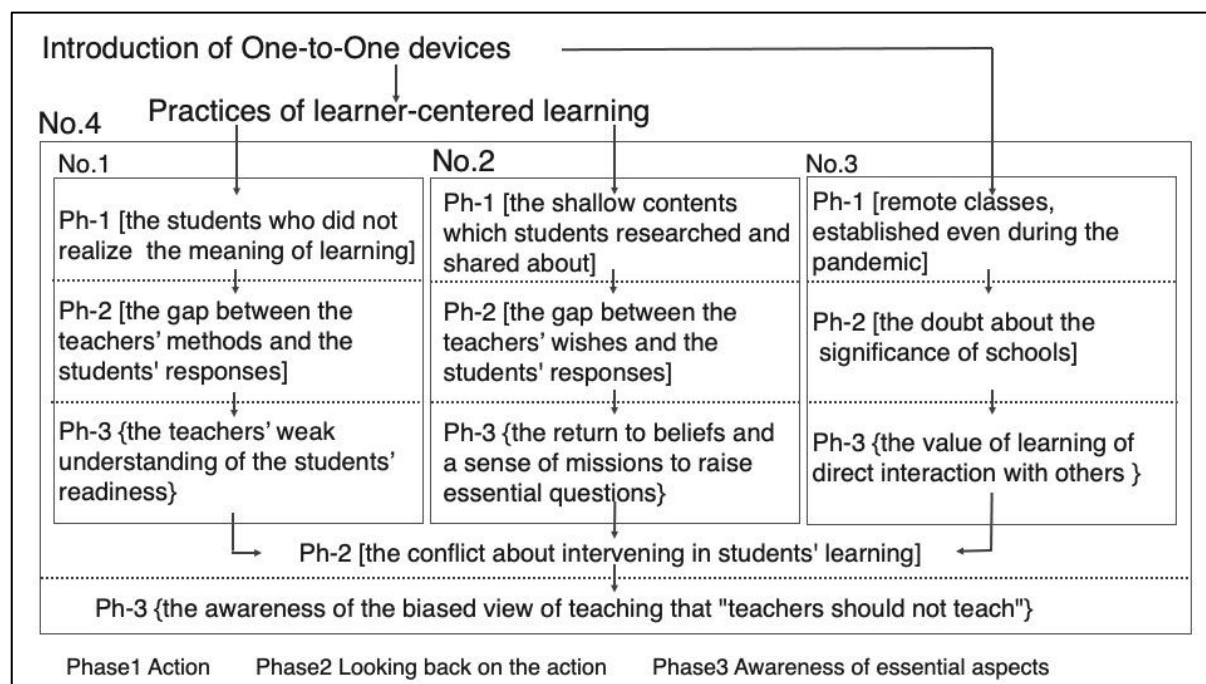 Introduction of One-to-One devices
Practices of learner-centered learning
No.4
No.1
Ph-1 [the students who did not
realize the meaning of learning]
Ph-2 [the gap between the
teachers’ methods and the
students' responses]
Ph-3 {the teachers’ weak
understanding of the students’
readiness}
No.2
Ph-1 [the shallow contents
which students researched and
shared about]
Ph-2 [the gap between the
teachers’ wishes and the
students' responses]
Ph-3 {the return to beliefs and
a sense of missions to raise
essential questions}
No.3
Ph-1 [remote classes,
established even during the
pandemic]
Ph-2 [the doubt about the
significance of schools]
Ph-3 {the value of learning of
direct interaction with others }
Ph-2 [the conflict about intervening in students' learning]
Ph-3 {the awareness of the biased view of teaching that "teachers should not teach"}
Phase1 Action Phase2 Looking back on the action Phase3 Awareness of essential aspects